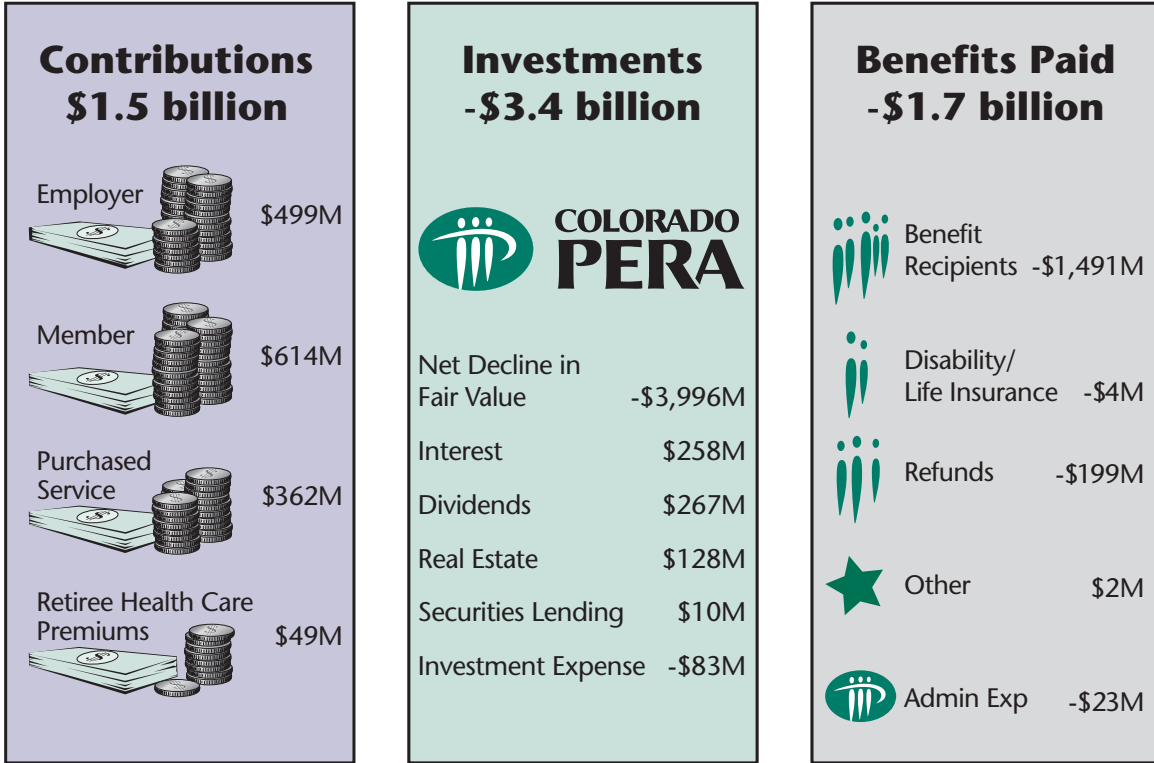 Contributions
$1.5 billion
Employer
$499M
Member
$614M
Purchased
Service
$362M
Retiree Health Care
Premiums
$49M
Investments
-$3.4 billion
COLORADO
PERA
Net Decline in
Fair Value -$3,996M
Interest $258M
Dividends $267M
Real Estate $128M
Securities Lending $10M
Investment Expense -$83M
Benefits Paid
-$1.7 billion
Benefit
Recipients -$1,491M
Disability/
Life Insurance -$4M
Refunds -$199M
Other $2M
Admin Exp -$23M